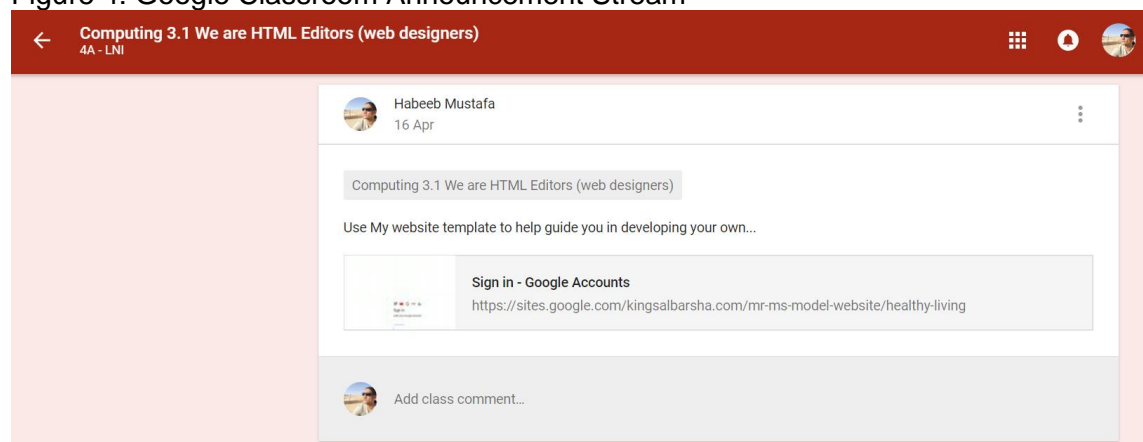 Figure 4: Google Classroom Announcement Stream
Computing 3.1 We are HTML Editors (web designers)
4A - LNI
Habeeb Mustafa
16 Apr
Computing 3.1 We are HTML Editors (web designers)
Use My website template to help guide you in developing your own...
Sign in - Google Accounts
https://sites.google.com/kingsalbarsha.com/mr-ms-model-website/healthy-living
Sign in
Add class comment...